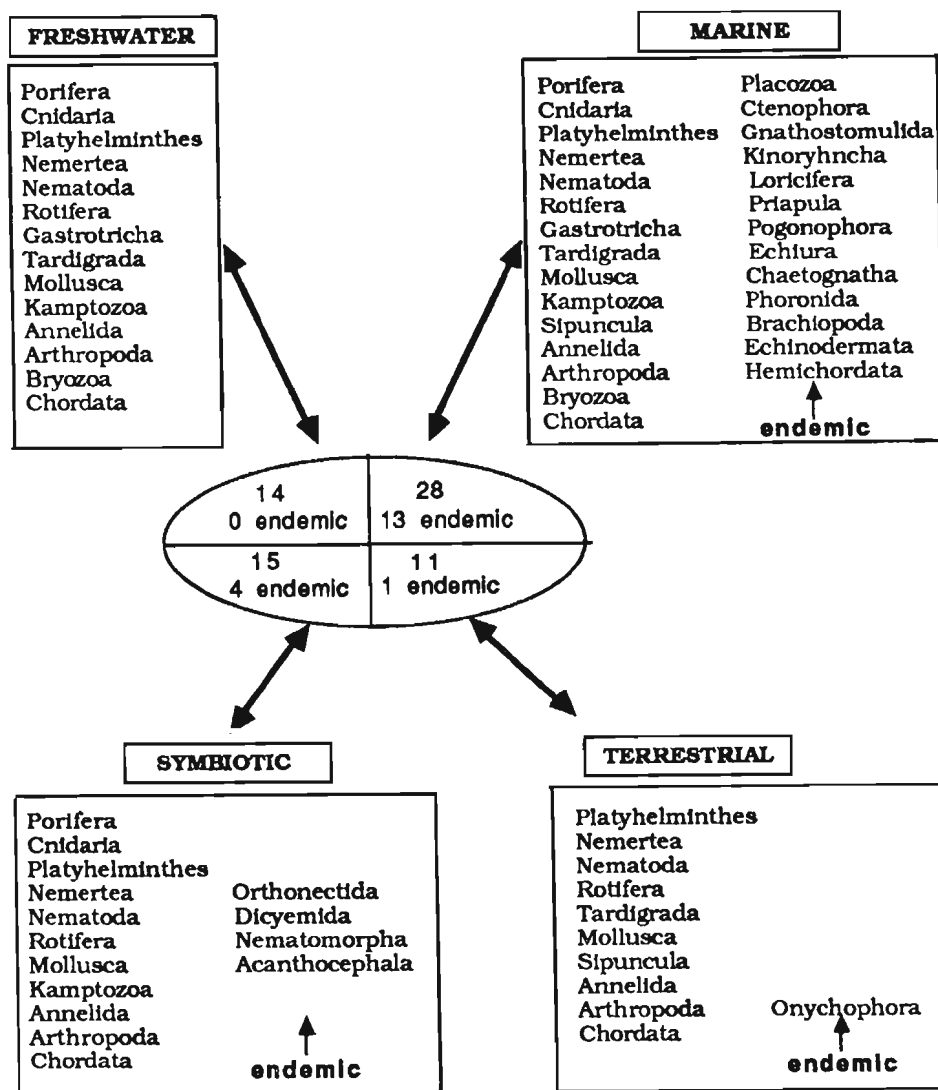 FRESHWATER
Porifera
Cnidaria
Platyhelminthes
Nemertea
Nematoda
Rotifera
Gastrotricha
Tardigrada
Mollusca
Kamptozoa
Annelida
Arthropoda
Bryozoa
Chordata
MARINE
Porifera
Cnidaria
Platyhelminthes
Nemertea
Nematoda
Rotifera
Gastrotricha
Tardigrada
Mollusca
Kamptozoa
Sipuncula
Annelida
Arthropoda
Bryozoa
Chordata
Placozoa
Ctenophora
Gnathostomulida
Kinoryhncha
Loricifera
Priapula
Pogonophora
Echiura
Chaetognatha
Phoronida
Brachiopoda
Echinodermata
Hemichordata
endemic
14
0 endemic
28
13 endemic
15
4 endemic
11
1 endemic
SYMBIOTIC
Porifera
Cnidaria
Platyhelminthes
Nemertea
Nematoda
Rotifera
Mollusca
Kamptozoa
Annelida
Arthropoda
Chordata
Orthonectida
Dicyemida
Nematomorpha
Acanthocephala
endemic
TERRESTRIAL
Platyhelminthes
Nemertea
Nematoda
Rotifera
Tardigrada
Mollusca
Sipuncula
Annelida
Arthropoda
Chordata
Onychophora
endemic